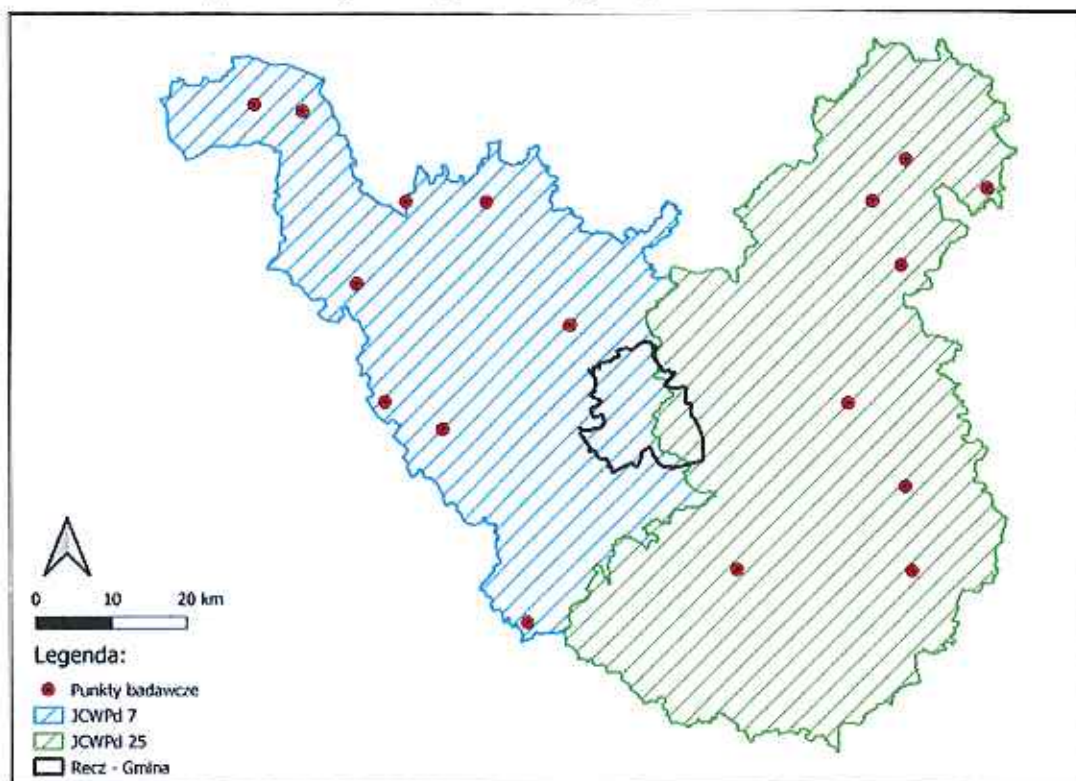 0 10 20 km
Legenda:
Punkty badawcze
JCWPd 7
JCWPd 25
Recz - Gmina